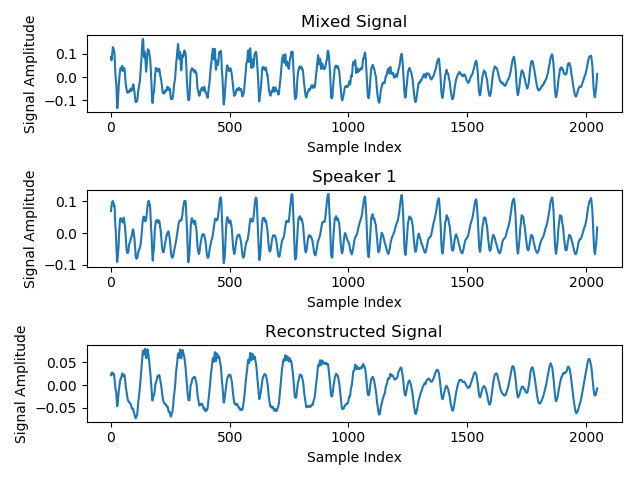 Mixed Signal
Signal Amplitude
0.1
0.0
−0.1
0
500
1000
1500
2000
Sample Index
Speaker 1
Signal Amplitude
0.1
0.0
−0.1
0
500
1000
1500
2000
Sample Index
Reconstructed Signal
Signal Amplitude
0.05
0.00
−0.05
0
500
1000
1500
2000
Sample Index